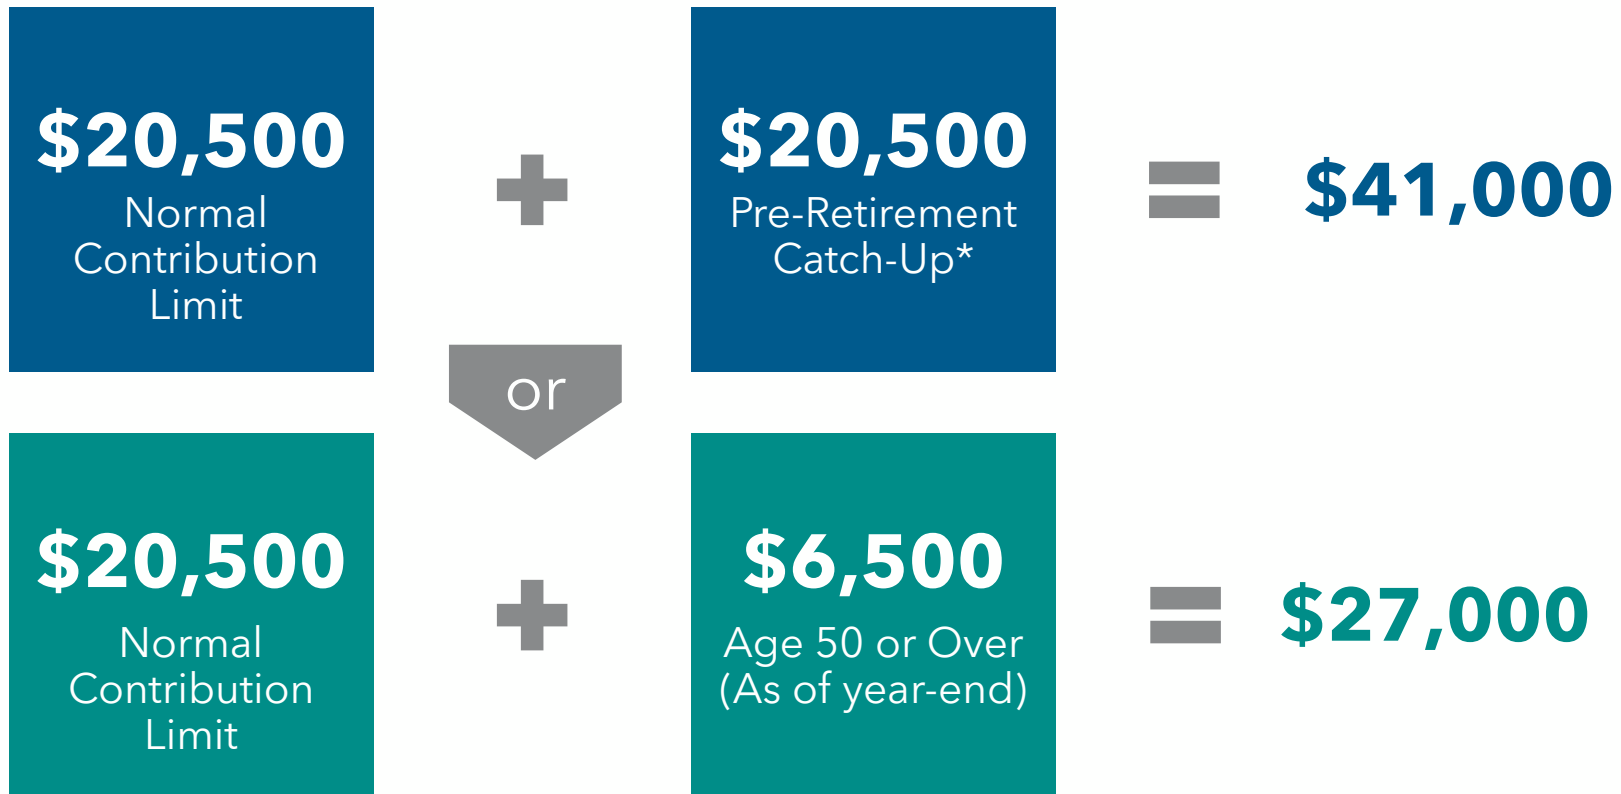 $20,500
Normal
Contribution
Limit
+
$20,500
Pre-Retirement
Catch-Up*
=
$41,000
or
$20,500
Normal
Contribution
Limit
+
$6,500
Age 50 or Over
(As of year-end)
=
$27,000